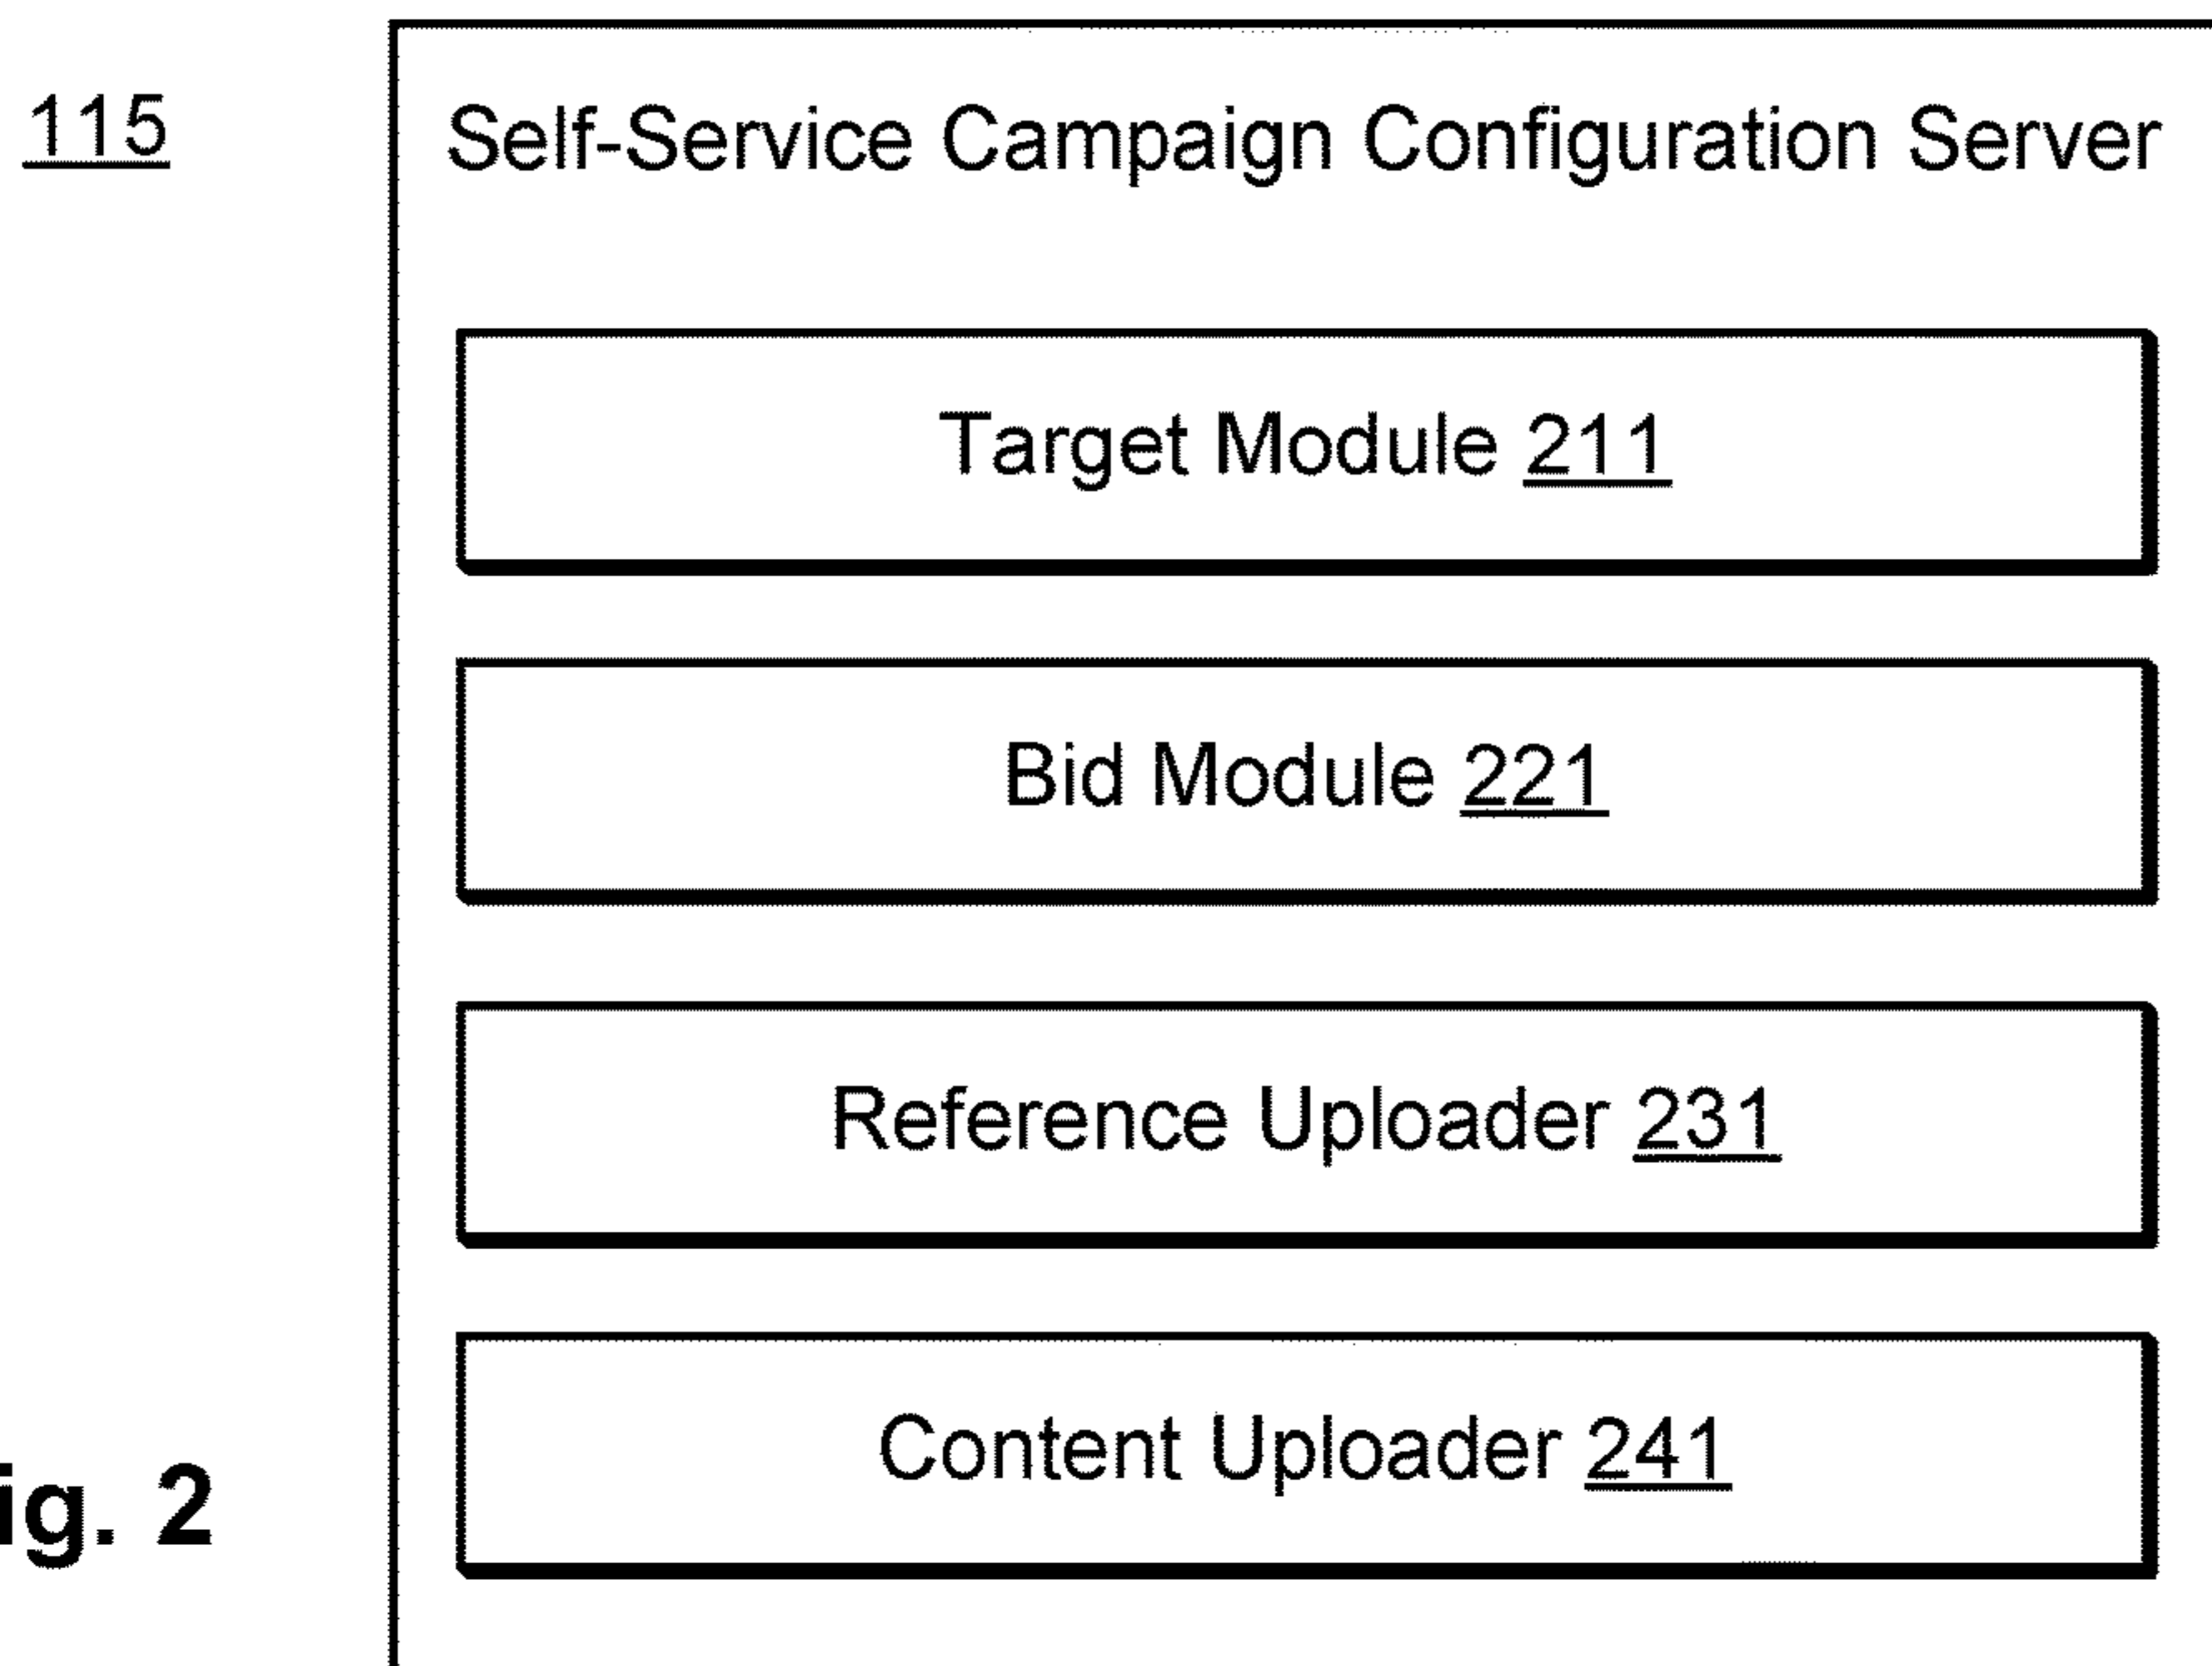 115
Self-Service Campaign Configuration Server
Target Module 211
Bid Module 221
Reference Uploader 231
Content Uploader 241
ig. 2